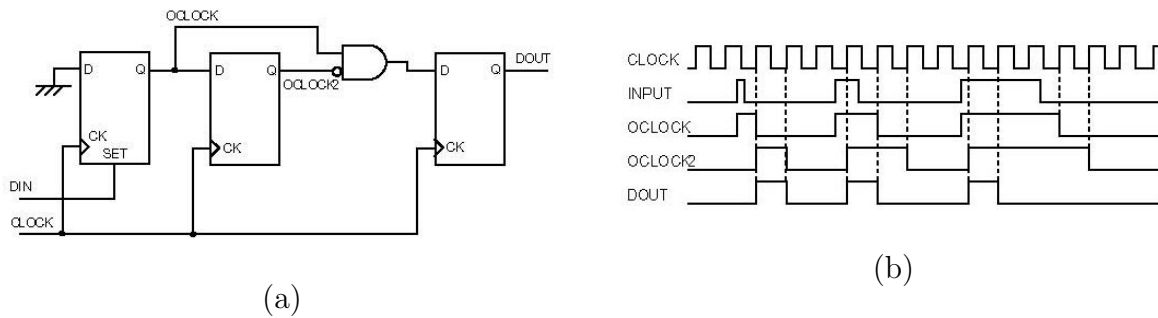 OCLOCK
D Q
D Q
OCLOCK2
D Q
DOUT
CK
SET
CK
CK
DIN
CLOCK
(a)
CLOCK
INPUT
OCLOCK
OCLOCK2
DOUT
(b)